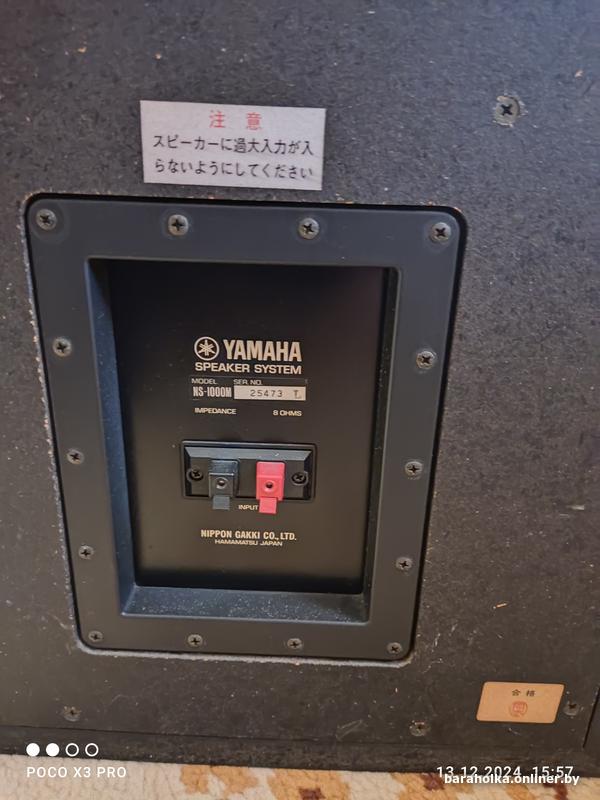 注意
スピーカーに過大入力が入
らないようにしてください
YAMAHA
SPEAKER SYSTEM
MODEL SER. NO.
NS-1000M 25473
IMPEDANCE 8 OHMS
INPUT
NIPPON GAKKI CO., LTD.
HAMAMATSU JAPAN
合格
POCO X3 PRO
13.12.2024 15:57
baraholka.onliner.by